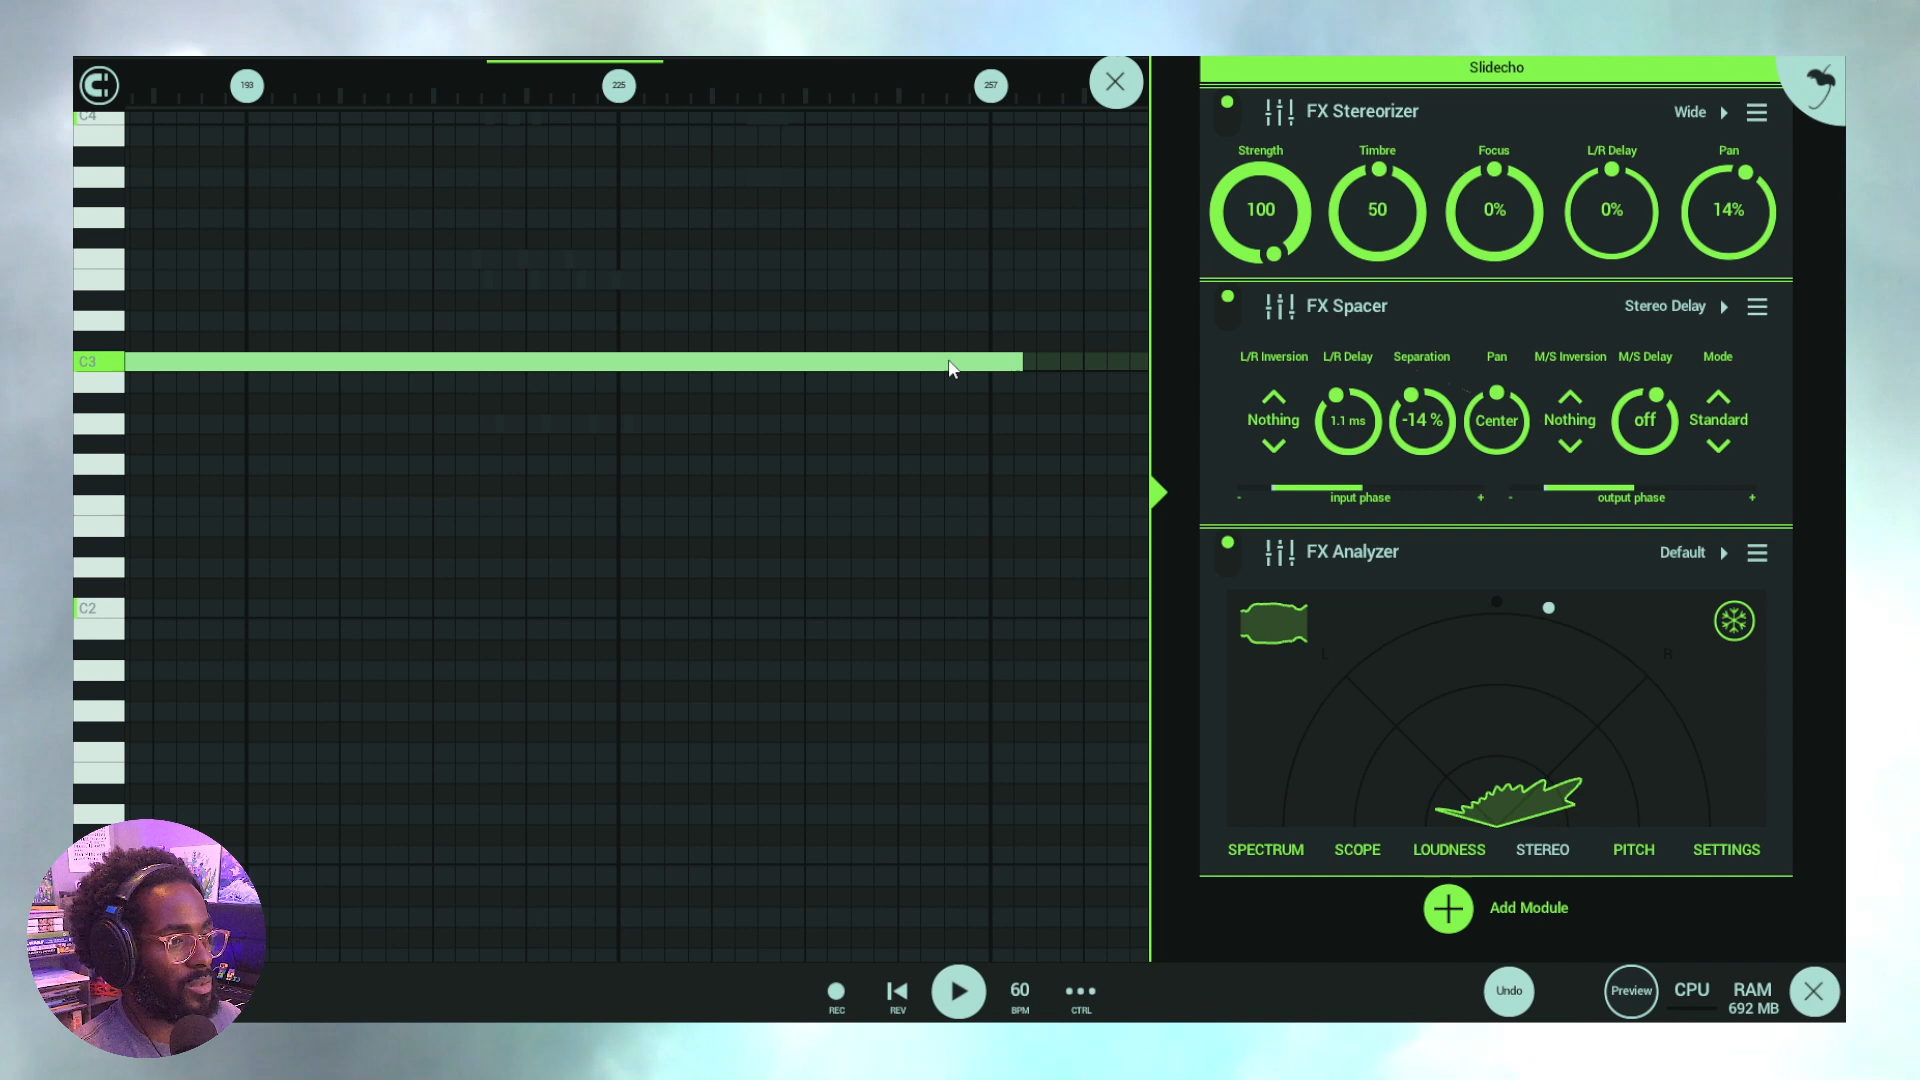 193
225
257
C4
C3
C2
Slidecho
FX Stereorizer
Wide
Strength
Timbre
Focus
L/R Delay
Pan
100
50
0%
0%
14%
FX Spacer
Stereo Delay
L/R Inversion
L/R Delay
Separation
Pan
M/S Inversion
M/S Delay
Mode
Nothing
1.1 ms
-14 %
Center
Nothing
off
Standard
- input phase +
- output phase +
FX Analyzer
Default
L
R
SPECTRUM
SCOPE
LOUDNESS
STEREO
PITCH
SETTINGS
Add Module
REC
REV
60
BPM
CTRL
Undo
Preview
CPU
RAM
692 MB